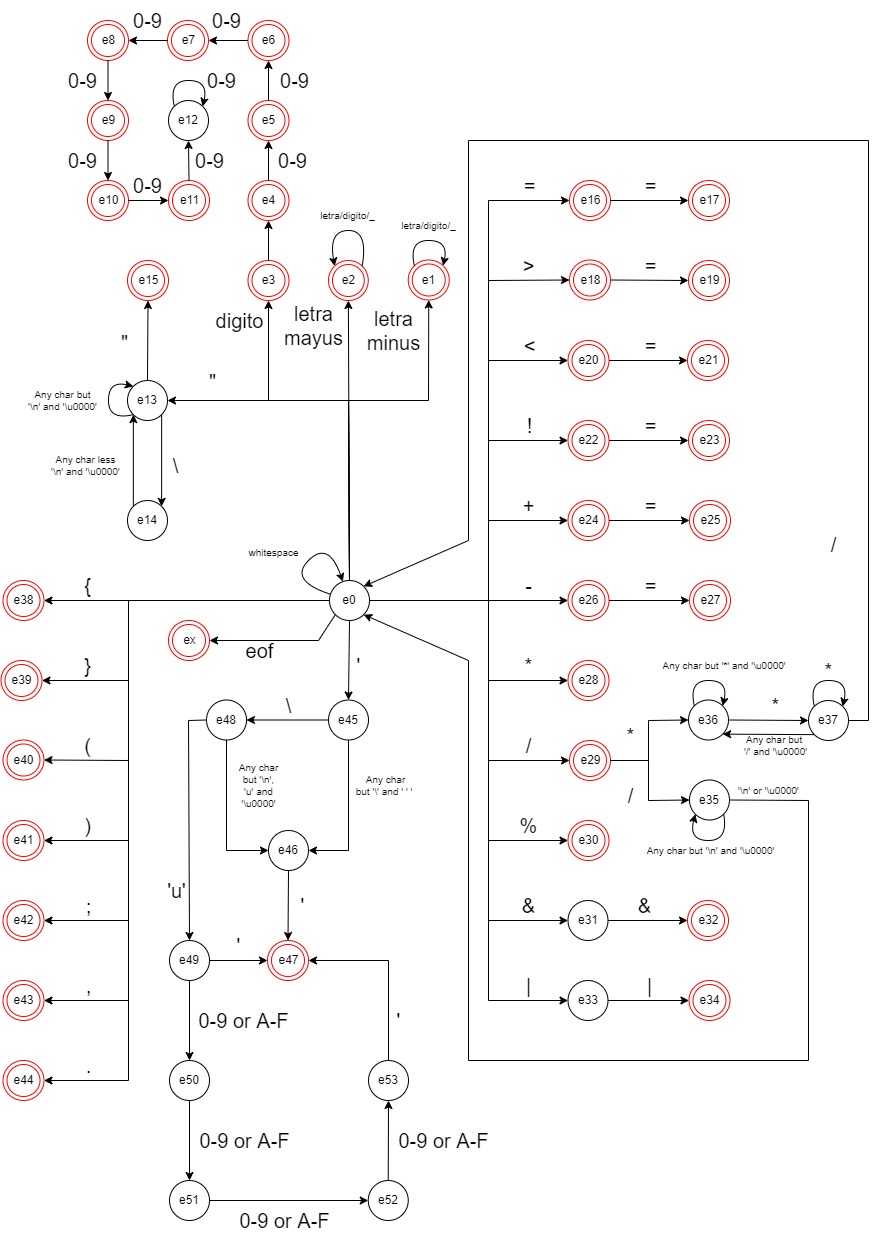 0-9
0-9
e8
e7
e6
0-9
0-9
0-9
e9
e12
e5
0-9
0-9
0-9
0-9
e10
e11
e4
=
=
e16
e17
letra/digito/_
letra/digito/_
e15
e3
e2
e1
>
=
e18
e19
digito
letra
mayus
letra
minus
"
<
=
e20
e21
"
Any char but
'\n' and '\u0000'
e13
!
=
e22
e23
Any char less
'\n' and '\u0000'
\
e14
+
=
e24
e25
/
whitespace
{
e38
e0
-
=
e26
e27
ex
eof
'
}
e39
*
e28
Any char but '*' and '\u0000'
*
e48
\
e45
e36
*
e37
Any char but
'/' and '\u0000'
(
e40
/
e29
*
/
Any char
but '\n',
'u' and
'\u0000'
Any char
but '\' and ' ' '
e35
'\n' or '\u0000'
Any char but '\n' and '\u0000'
)
e41
e46
%
e30
'u'
'
;
e42
&
e31
&
e32
e49
'
e47
,
e43
|
e33
|
e34
0-9 or A-F
'
.
e44
e50
e53
0-9 or A-F
0-9 or A-F
e51
e52
0-9 or A-F